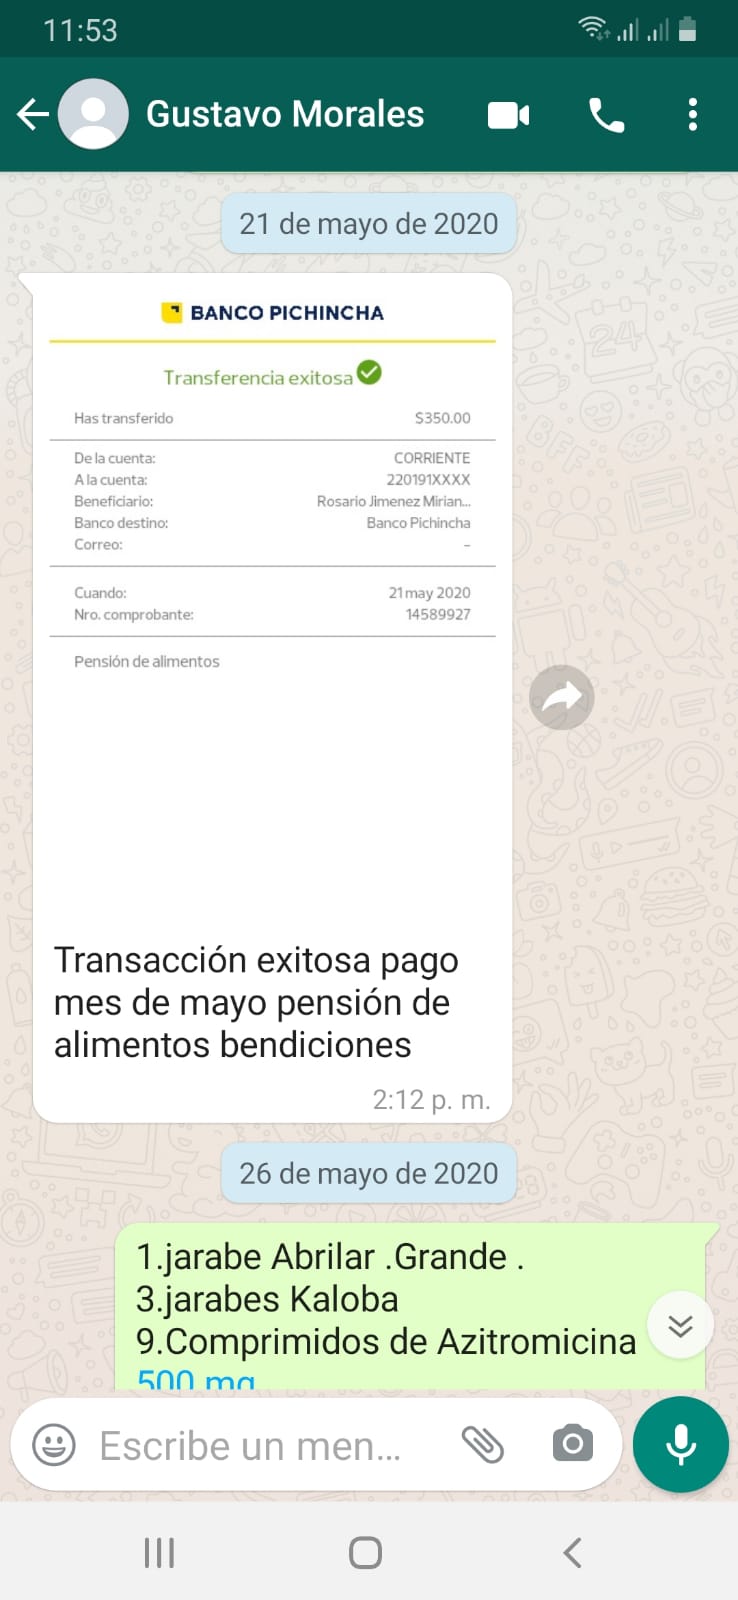 11:53
Gustavo Morales
21 de mayo de 2020
BANCO PICHINCHA
Transferencia exitosa
Has transferido $350.00
De la cuenta: CORRIENTE
A la cuenta: 220191XXXX
Beneficiario: Rosario Jimenez Mirian...
Banco destino: Banco Pichincha
Correo: -
Cuando: 21 may 2020
Nro. comprobante: 14589927
Pensión de alimentos
Transacción exitosa pago
mes de mayo pensión de
alimentos bendiciones
2:12 p. m.
26 de mayo de 2020
1.jarabe Abrilar .Grande .
3.jarabes Kaloba
9.Comprimidos de Azitromicina
500 mg
Escribe un men...